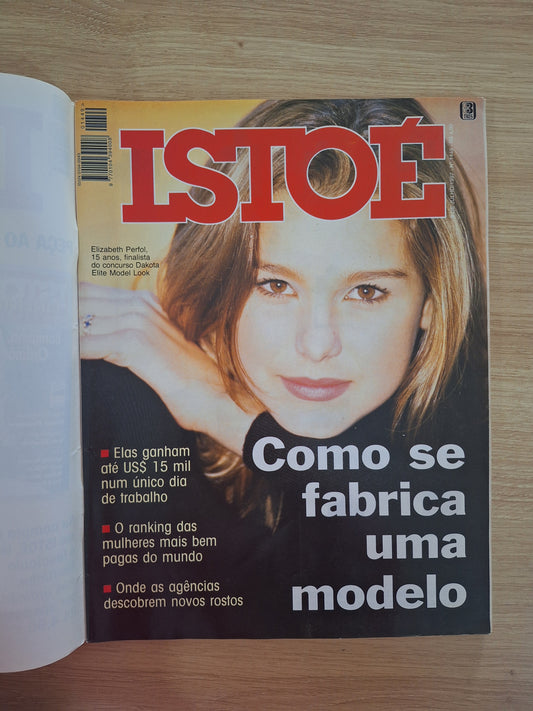 01440>
ISTOÉ
Elizabeth Perfol,
15 anos, finalista
do concurso Dakota
Elite Model Look
Elas ganham
até US$ 15 mil
num único dia
de trabalho
O ranking das
mulheres mais bem
pagas do mundo
Onde as agências
descobrem novos rostos
Como se
fabrica
uma
modelo